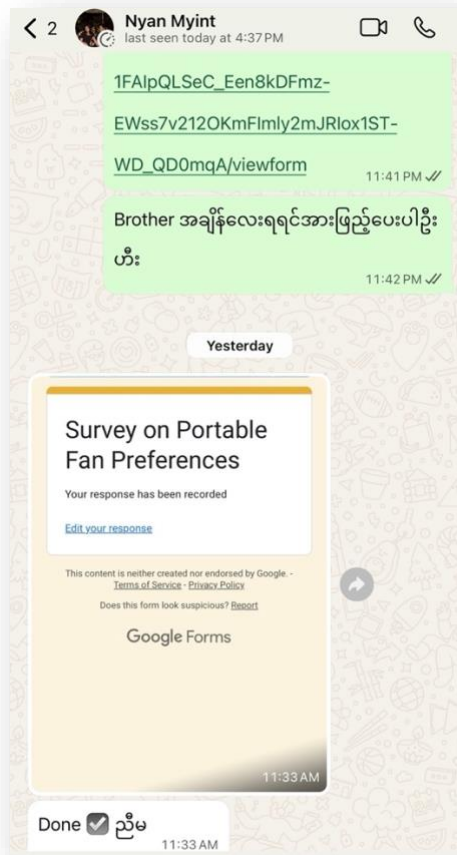 2
Nyan Myint
last seen today at 4:37 PM
1FAIpQLSeC_Een8kDFmz-
EWss7v212OKmFImly2mJRIox1ST-
WD_QD0mqA/viewform
11:41 PM
Brother အချိန်လေးရရင်အားဖြည့်ပေးပါဦး
ဟီး
11:42 PM
Yesterday
Survey on Portable
Fan Preferences
Your response has been recorded
Edit your response
This content is neither created nor endorsed by Google. -
Terms of Service - Privacy Policy
Does this form look suspicious? Report
Google Forms
11:33 AM
Done ☑️ ညီမ
11:33 AM